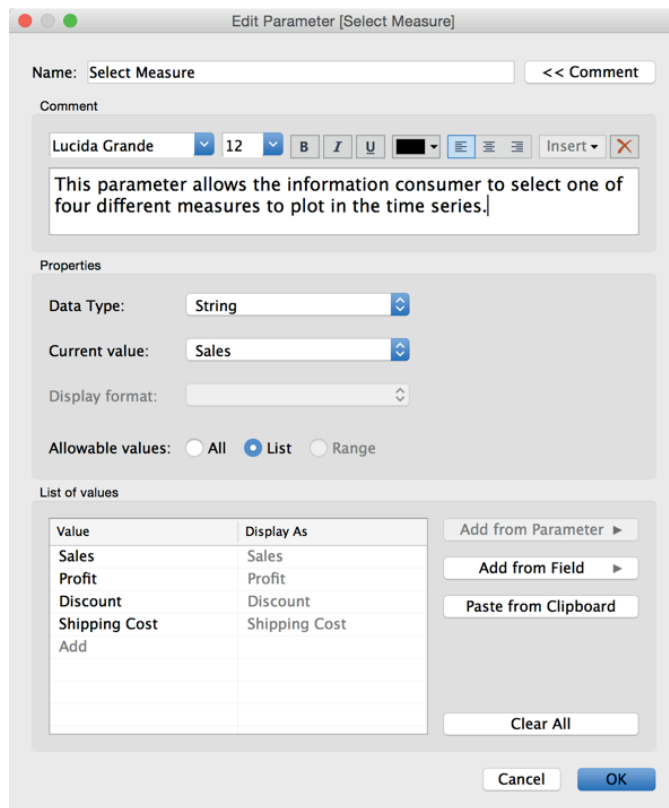 Edit Parameter [Select Measure]
Name: Select Measure << Comment
Comment
Lucida Grande 12 B I U Insert
This parameter allows the information consumer to select one of
four different measures to plot in the time series.
Properties
Data Type: String
Current value: Sales
Display format:
Allowable values: All List Range
List of values
Value Display As
Sales Sales
Profit Profit
Discount Discount
Shipping Cost Shipping Cost
Add
Add from Parameter
Add from Field
Paste from Clipboard
Clear All
Cancel OK